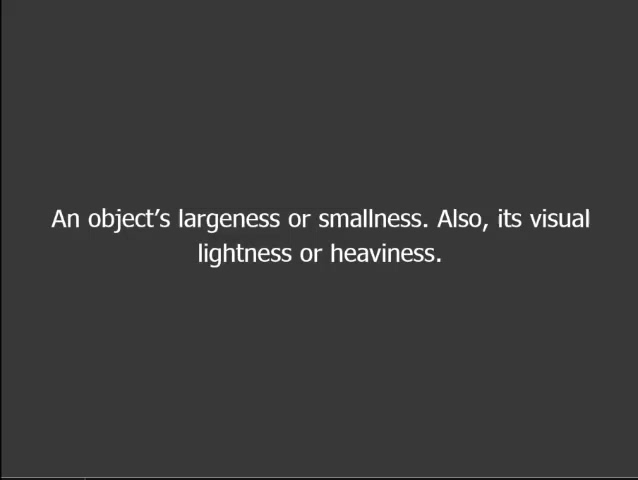 An object’s largeness or smallness. Also, its visual
lightness or heaviness.